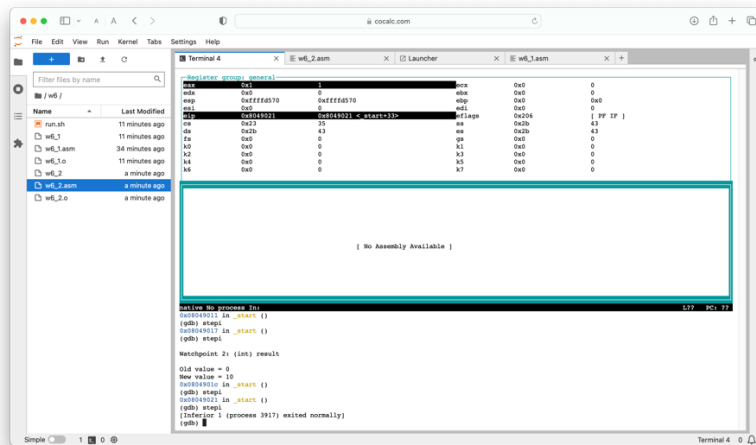 cocalc.com
File Edit View Run Kernel Tabs Settings Help
Terminal 4
w6_2.asm
Launcher
w6_1.asm
Filter files by name
/ w6 /
Name Last Modified
run.sh 11 minutes ago
w6_1 11 minutes ago
w6_1.asm 34 minutes ago
w6_1.o 11 minutes ago
w6_2 a minute ago
w6_2.asm a minute ago
w6_2.o a minute ago
Register group: general
eax 0x1 1 ecx 0x0 0
edx 0x0 0 ebx 0x0 0
esp 0xffffd570 0xffffd570 ebp 0x0 0x0
esi 0x0 0 edi 0x0 0
eip 0x8049021 0x8049021 <_start+33> eflags 0x206 [ PF IF ]
cs 0x23 35 ss 0x2b 43
ds 0x2b 43 es 0x2b 43
fs 0x0 0 gs 0x0 0
k0 0x0 0 k1 0x0 0
k2 0x0 0 k3 0x0 0
k4 0x0 0 k5 0x0 0
k6 0x0 0 k7 0x0 0
[ No Assembly Available ]
native No process In: L?? PC: ??
0x08049011 in _start ()
(gdb) stepi
0x08049017 in _start ()
(gdb) stepi
Watchpoint 2: (int) result
Old value = 0
New value = 10
0x0804901c in _start ()
(gdb) stepi
0x08049021 in _start ()
(gdb) stepi
[Inferior 1 (process 3917) exited normally]
(gdb)
Simple 1 0 Terminal 4 0